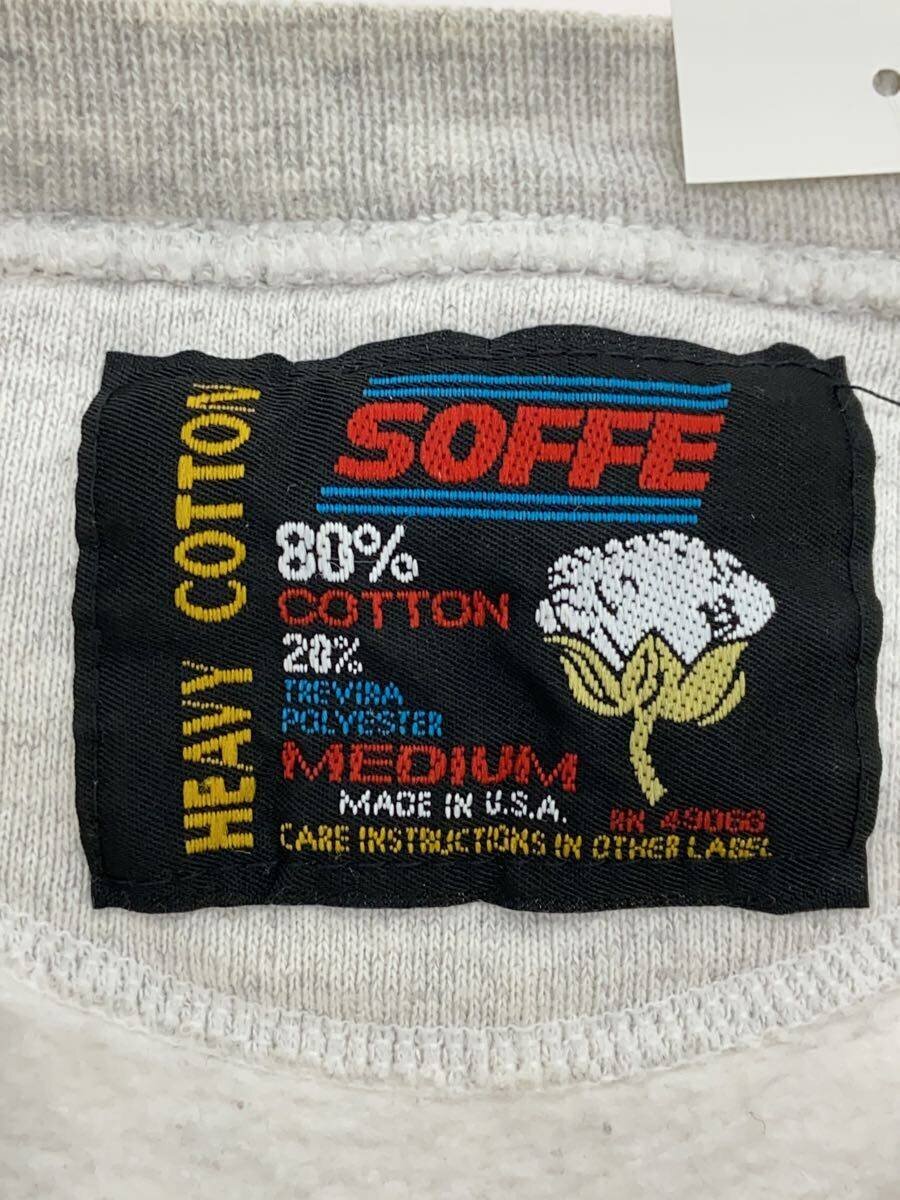 HEAVY COTTON
SOFFE
80%
COTTON
20%
TREVIRA
POLYESTER
MEDIUM
MADE IN U.S.A.
RN 49066
CARE INSTRUCTIONS IN OTHER LABEL